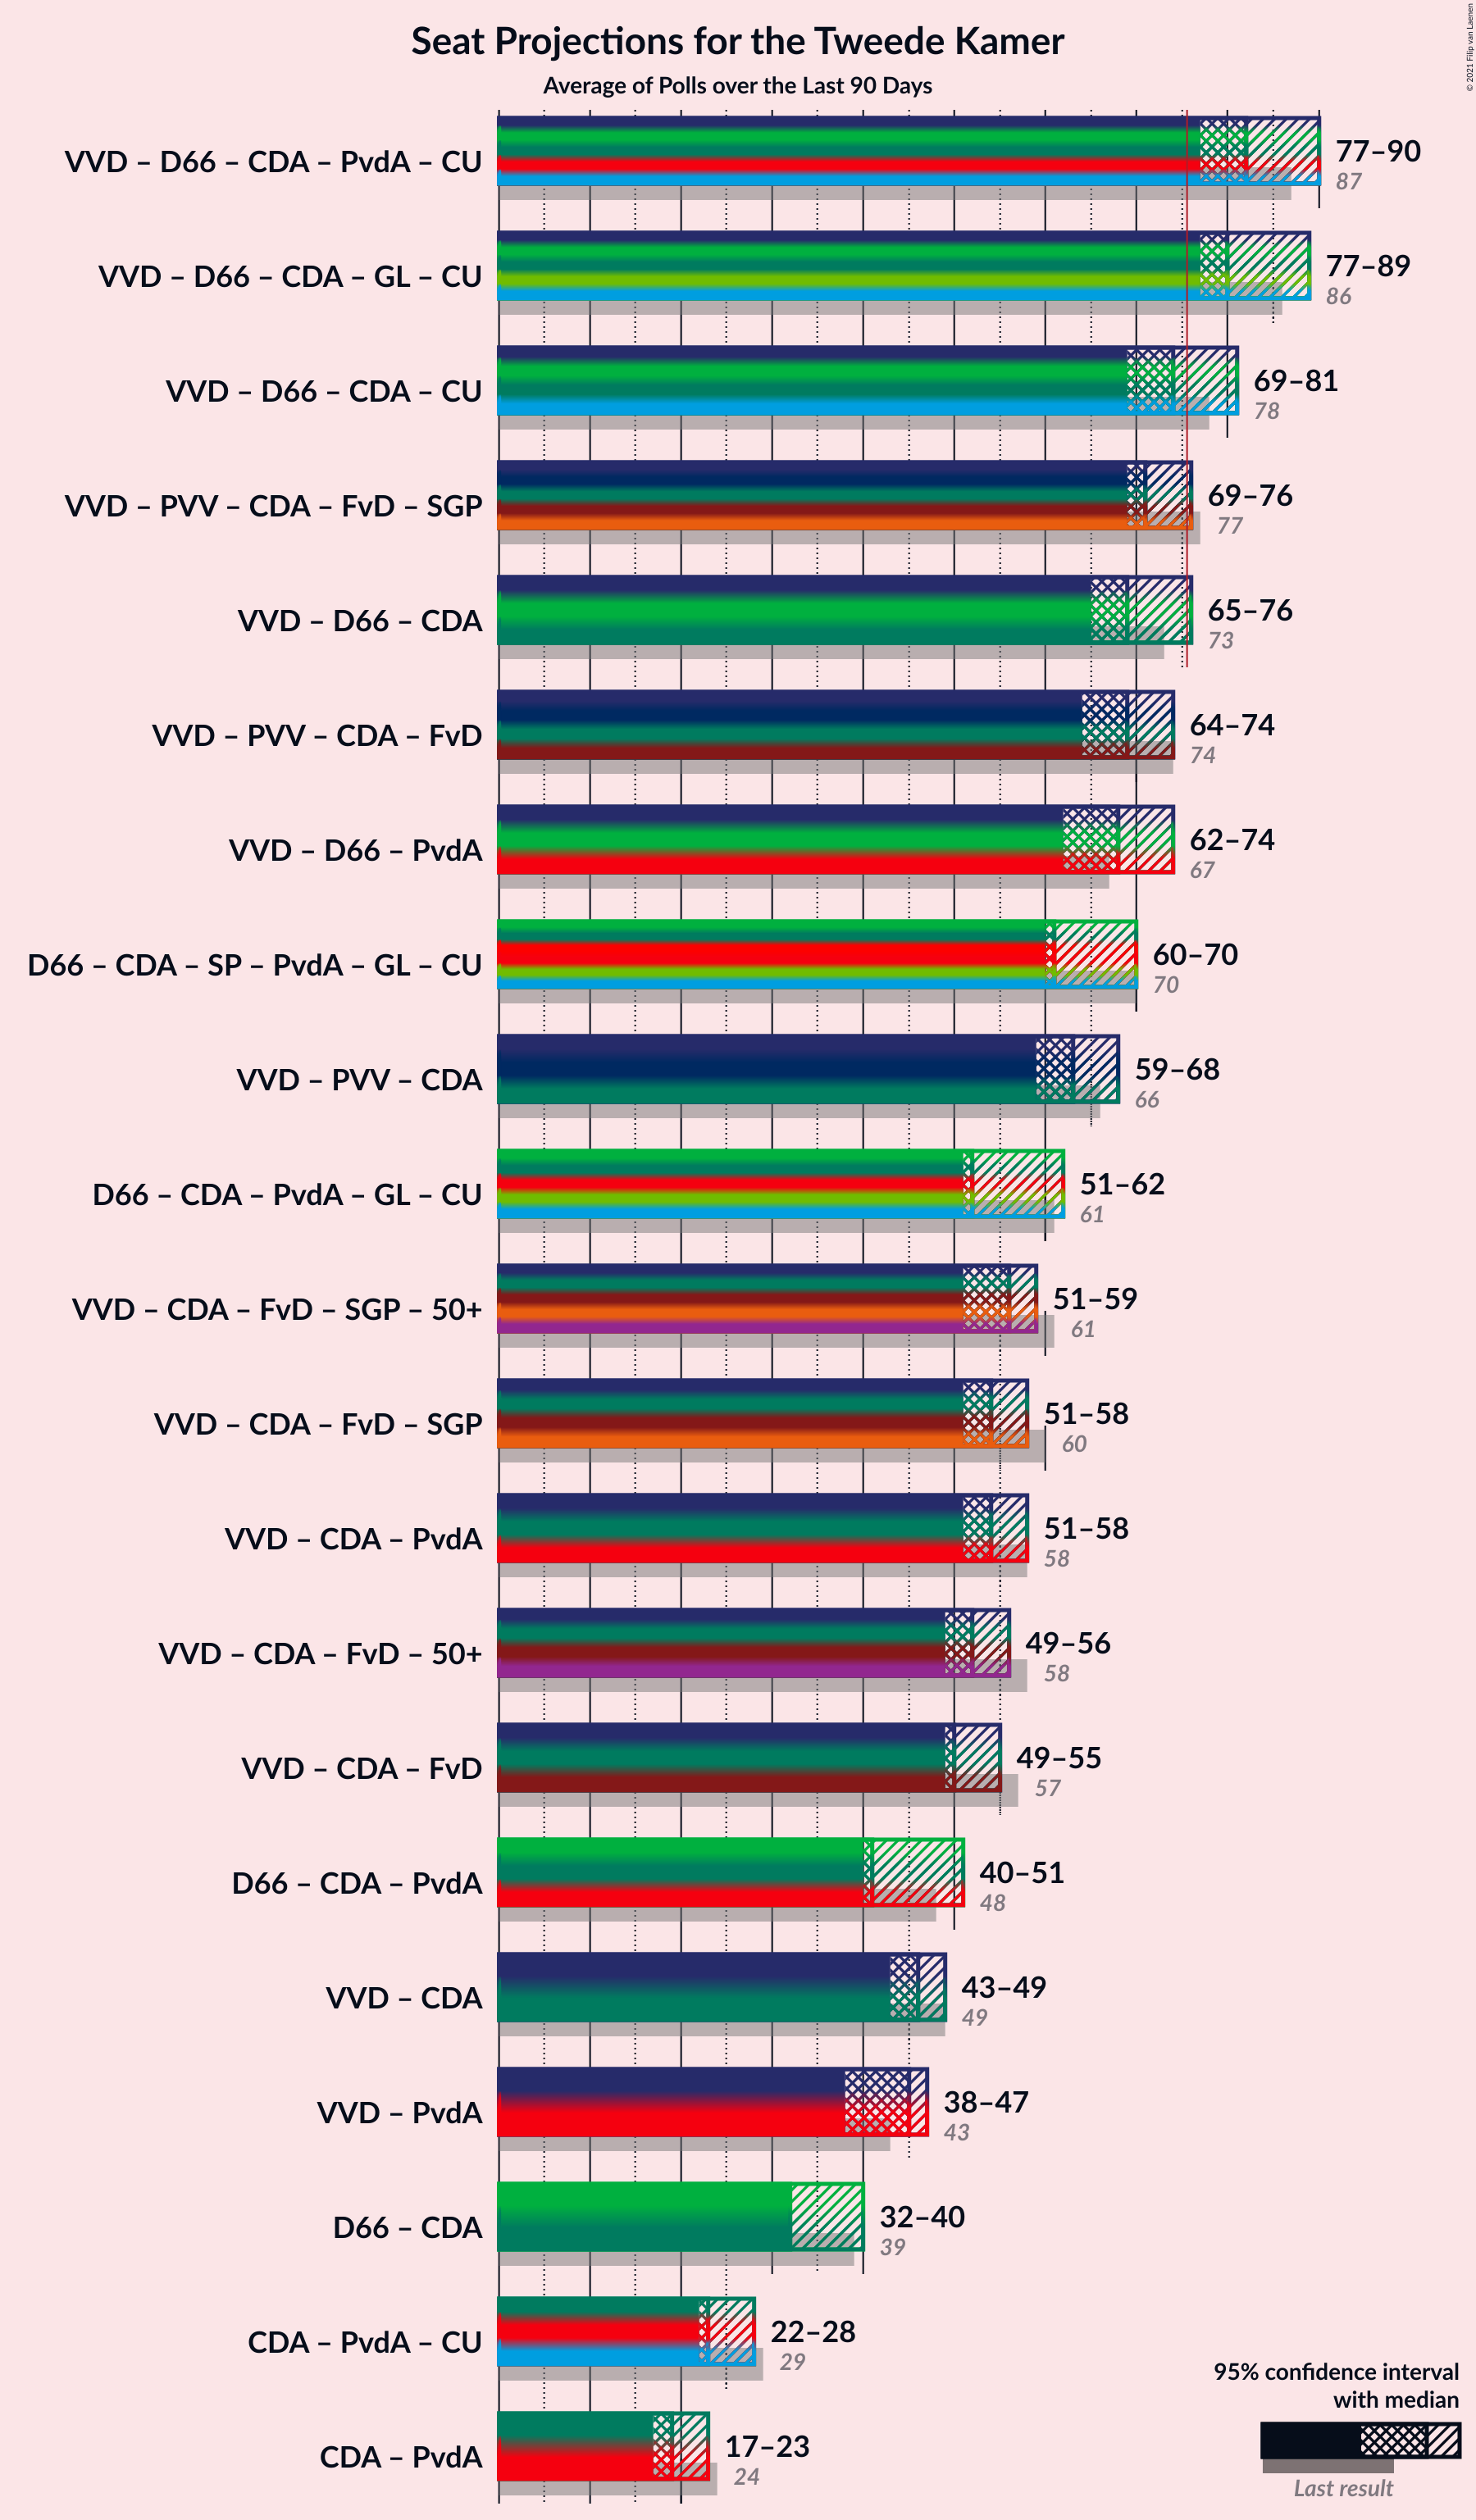 Seat Projections for the Tweede Kamer
Average of Polls over the Last 90 Days
© 2021 Filip van Laenen
VVD – D66 – CDA – PvdA – CU
77–90
87
VVD – D66 – CDA – GL – CU
77–89
86
VVD – D66 – CDA – CU
69–81
78
VVD – PVV – CDA – FvD – SGP
69–76
77
VVD – D66 – CDA
65–76
73
VVD – PVV – CDA – FvD
64–74
74
VVD – D66 – PvdA
62–74
67
D66 – CDA – SP – PvdA – GL – CU
60–70
70
VVD – PVV – CDA
59–68
66
D66 – CDA – PvdA – GL – CU
51–62
61
VVD – CDA – FvD – SGP – 50+
51–59
61
VVD – CDA – FvD – SGP
51–58
60
VVD – CDA – PvdA
51–58
58
VVD – CDA – FvD – 50+
49–56
58
VVD – CDA – FvD
49–55
57
D66 – CDA – PvdA
40–51
48
VVD – CDA
43–49
49
VVD – PvdA
38–47
43
D66 – CDA
32–40
39
CDA – PvdA – CU
22–28
29
CDA – PvdA
17–23
24
95% confidence interval
with median
Last result